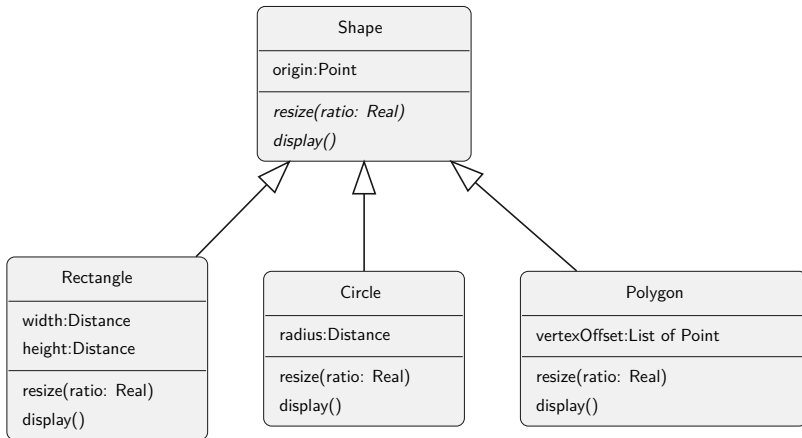 Shape
origin:Point
resize(ratio: Real)
display()
Rectangle
width:Distance
height:Distance
resize(ratio: Real)
display()
Circle
radius:Distance
resize(ratio: Real)
display()
Polygon
vertexOffset:List of Point
resize(ratio: Real)
display()